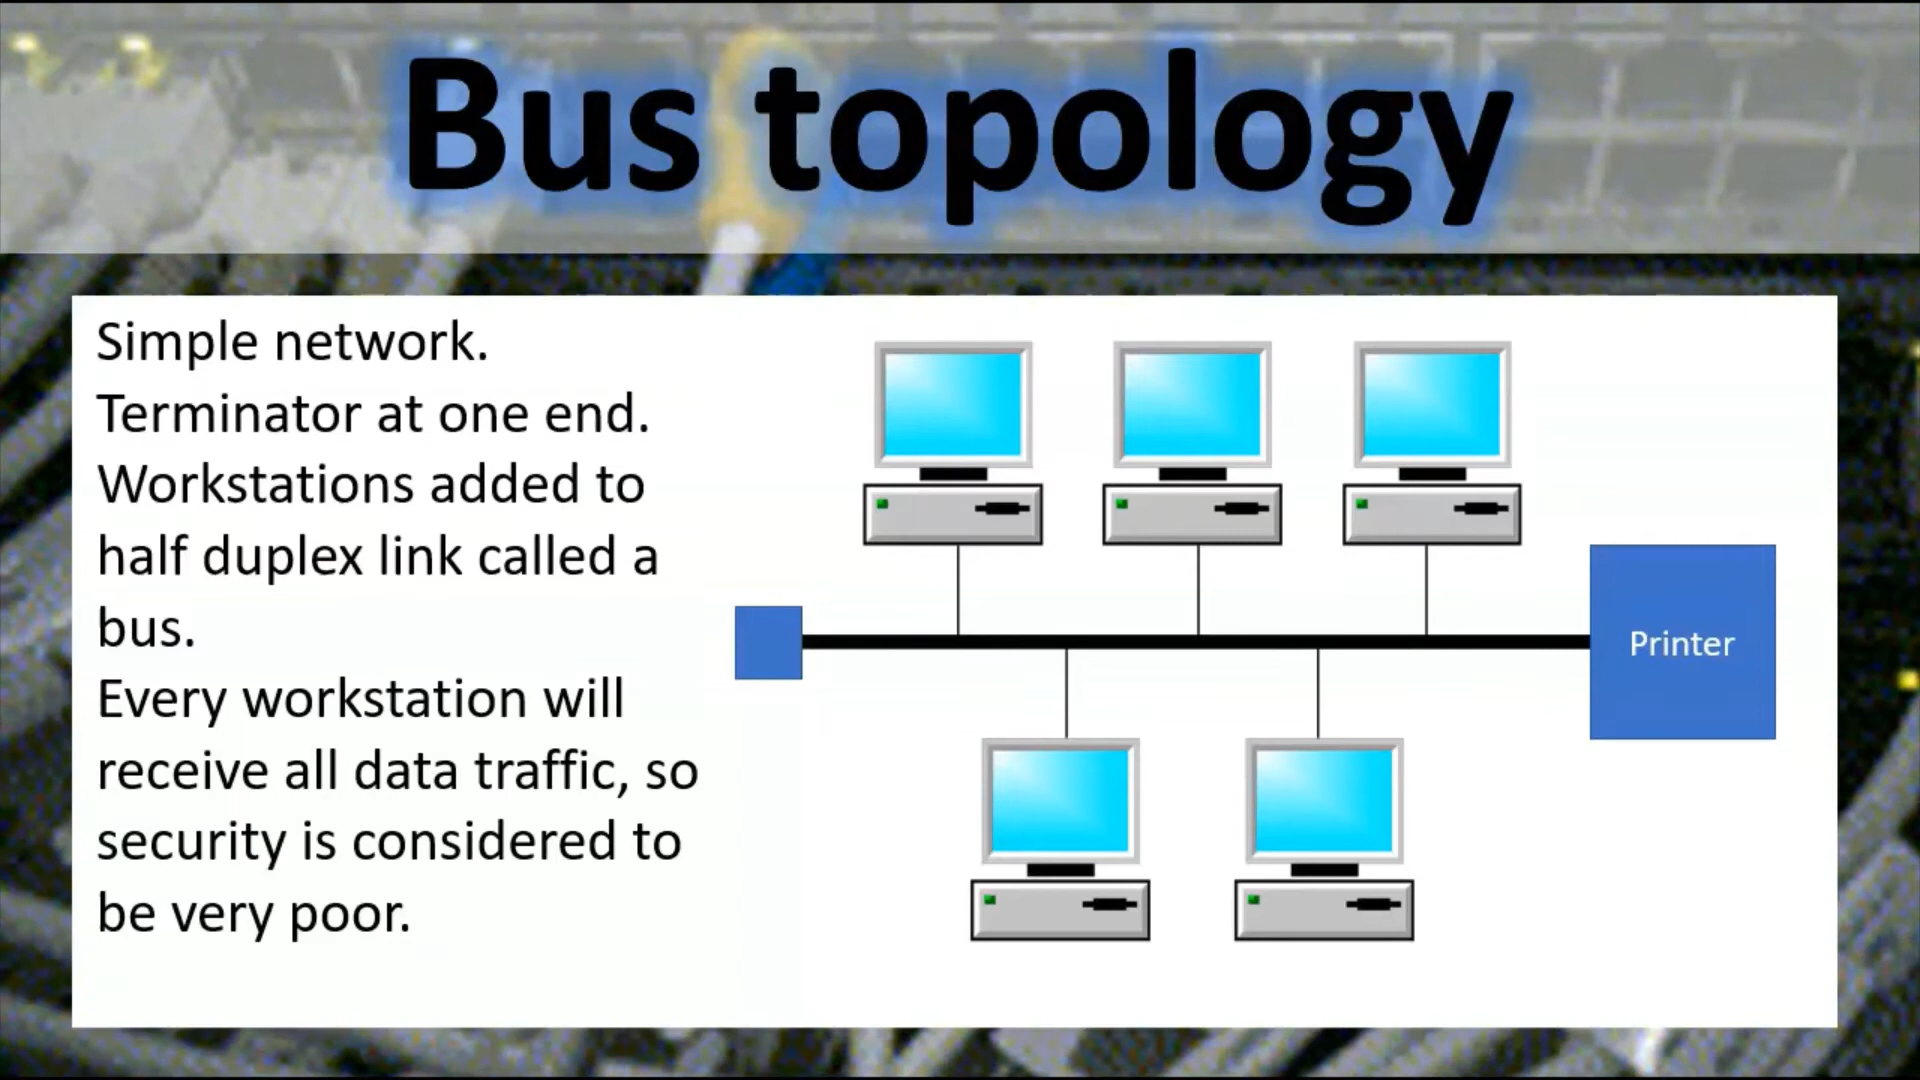 Bus topology
Simple network.
Terminator at one end.
Workstations added to
half duplex link called a
bus.
Every workstation will
receive all data traffic, so
security is considered to
be very poor.
Printer